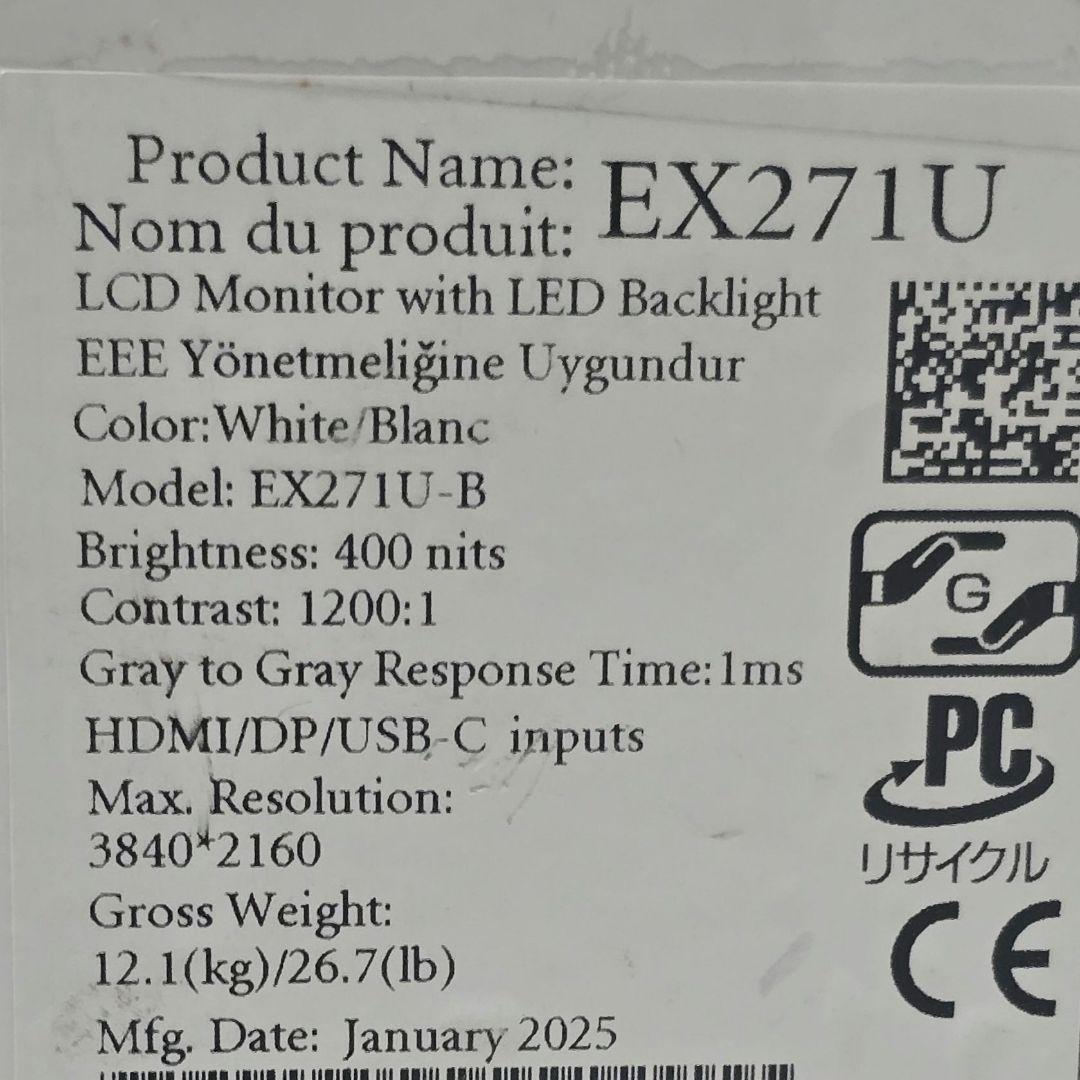 Product Name: EX271U
Nom du produit:
LCD Monitor with LED Backlight
EEE Yönetmeliğine Uygundur
Color:White/Blanc
Model: EX271U-B
Brightness: 400 nits
Contrast: 1200:1
Gray to Gray Response Time:1ms
HDMI/DP/USB-C inputs
Max. Resolution:
3840*2160
Gross Weight:
12.1(kg)/26.7(lb)
Mfg. Date: January 2025
G
PC
リサイクル
CE